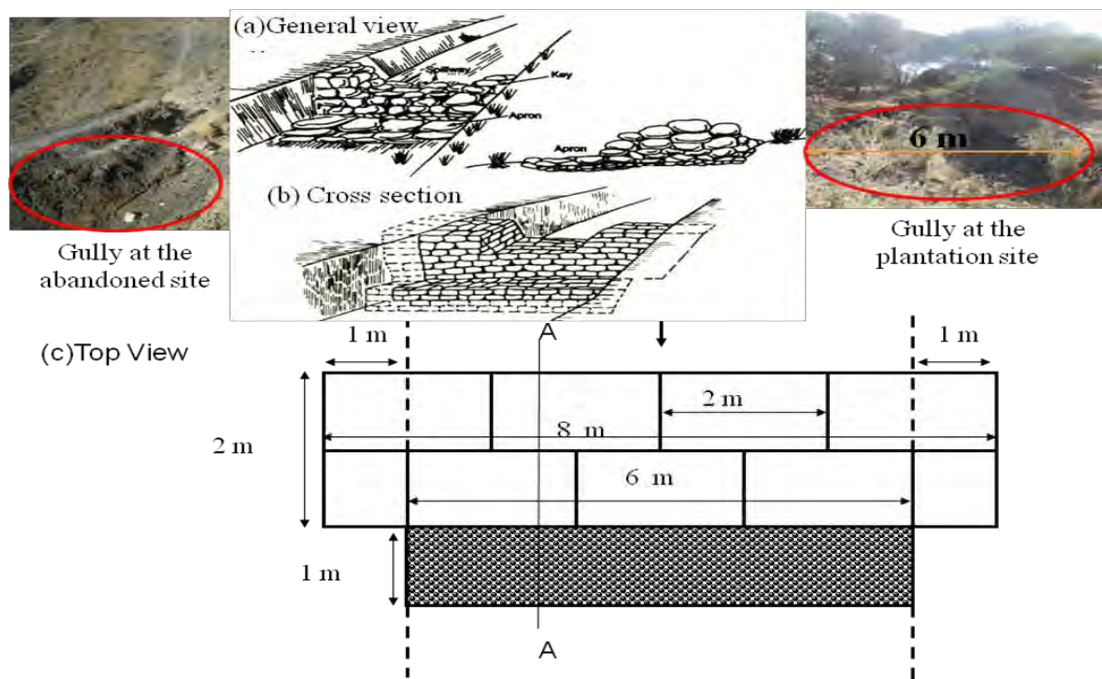 (a)General view
Spillway
Key
Apron
Apron
(b) Cross section
6 m
Gully at the
abandoned site
Gully at the
plantation site
(c)Top View
1 m
A
1 m
2 m
2 m
8 m
6 m
1 m
A